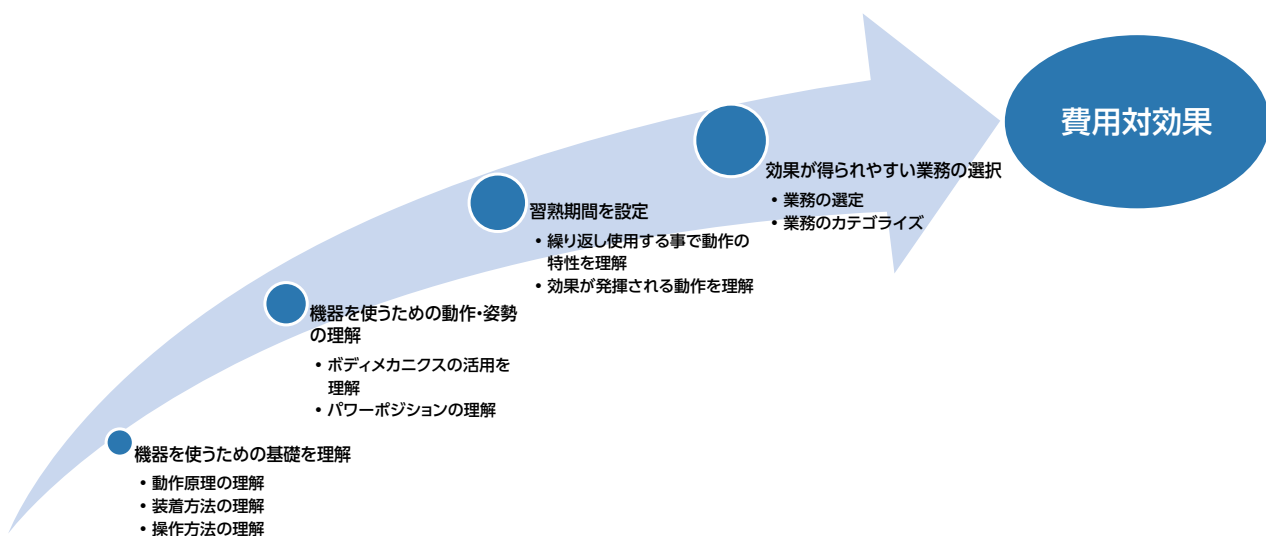 機器を使うための基礎を理解
• 動作原理の理解
• 装着方法の理解
• 操作方法の理解
機器を使うための動作・姿勢
の理解
• ボディメカニクスの活用を
理解
• パワーポジションの理解
習熟期間を設定
• 繰り返し使用する事で動作の
特性を理解
• 効果が発揮される動作を理解
効果が得られやすい業務の選択
• 業務の選定
• 業務のカテゴライズ
費用対効果